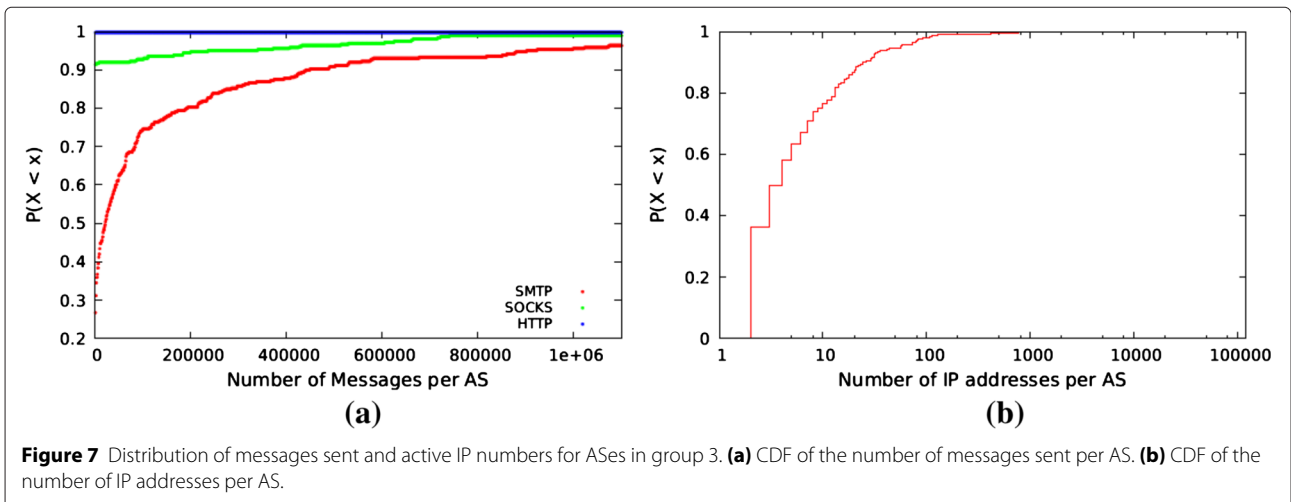 1
0.9
0.8
0.7
0.6
0.5
0.4
0.3
0.2
P(X < x)
SMTP
SOCKS
HTTP
0 200000 400000 600000 800000 1e+06
Number of Messages per AS
(a)
1
0.8
0.6
0.4
0.2
0
P(X < x)
1 10 100 1000 10000 100000
Number of IP addresses per AS
(b)
Figure 7 Distribution of messages sent and active IP numbers for ASes in group 3. (a) CDF of the number of messages sent per AS. (b) CDF of the
number of IP addresses per AS.